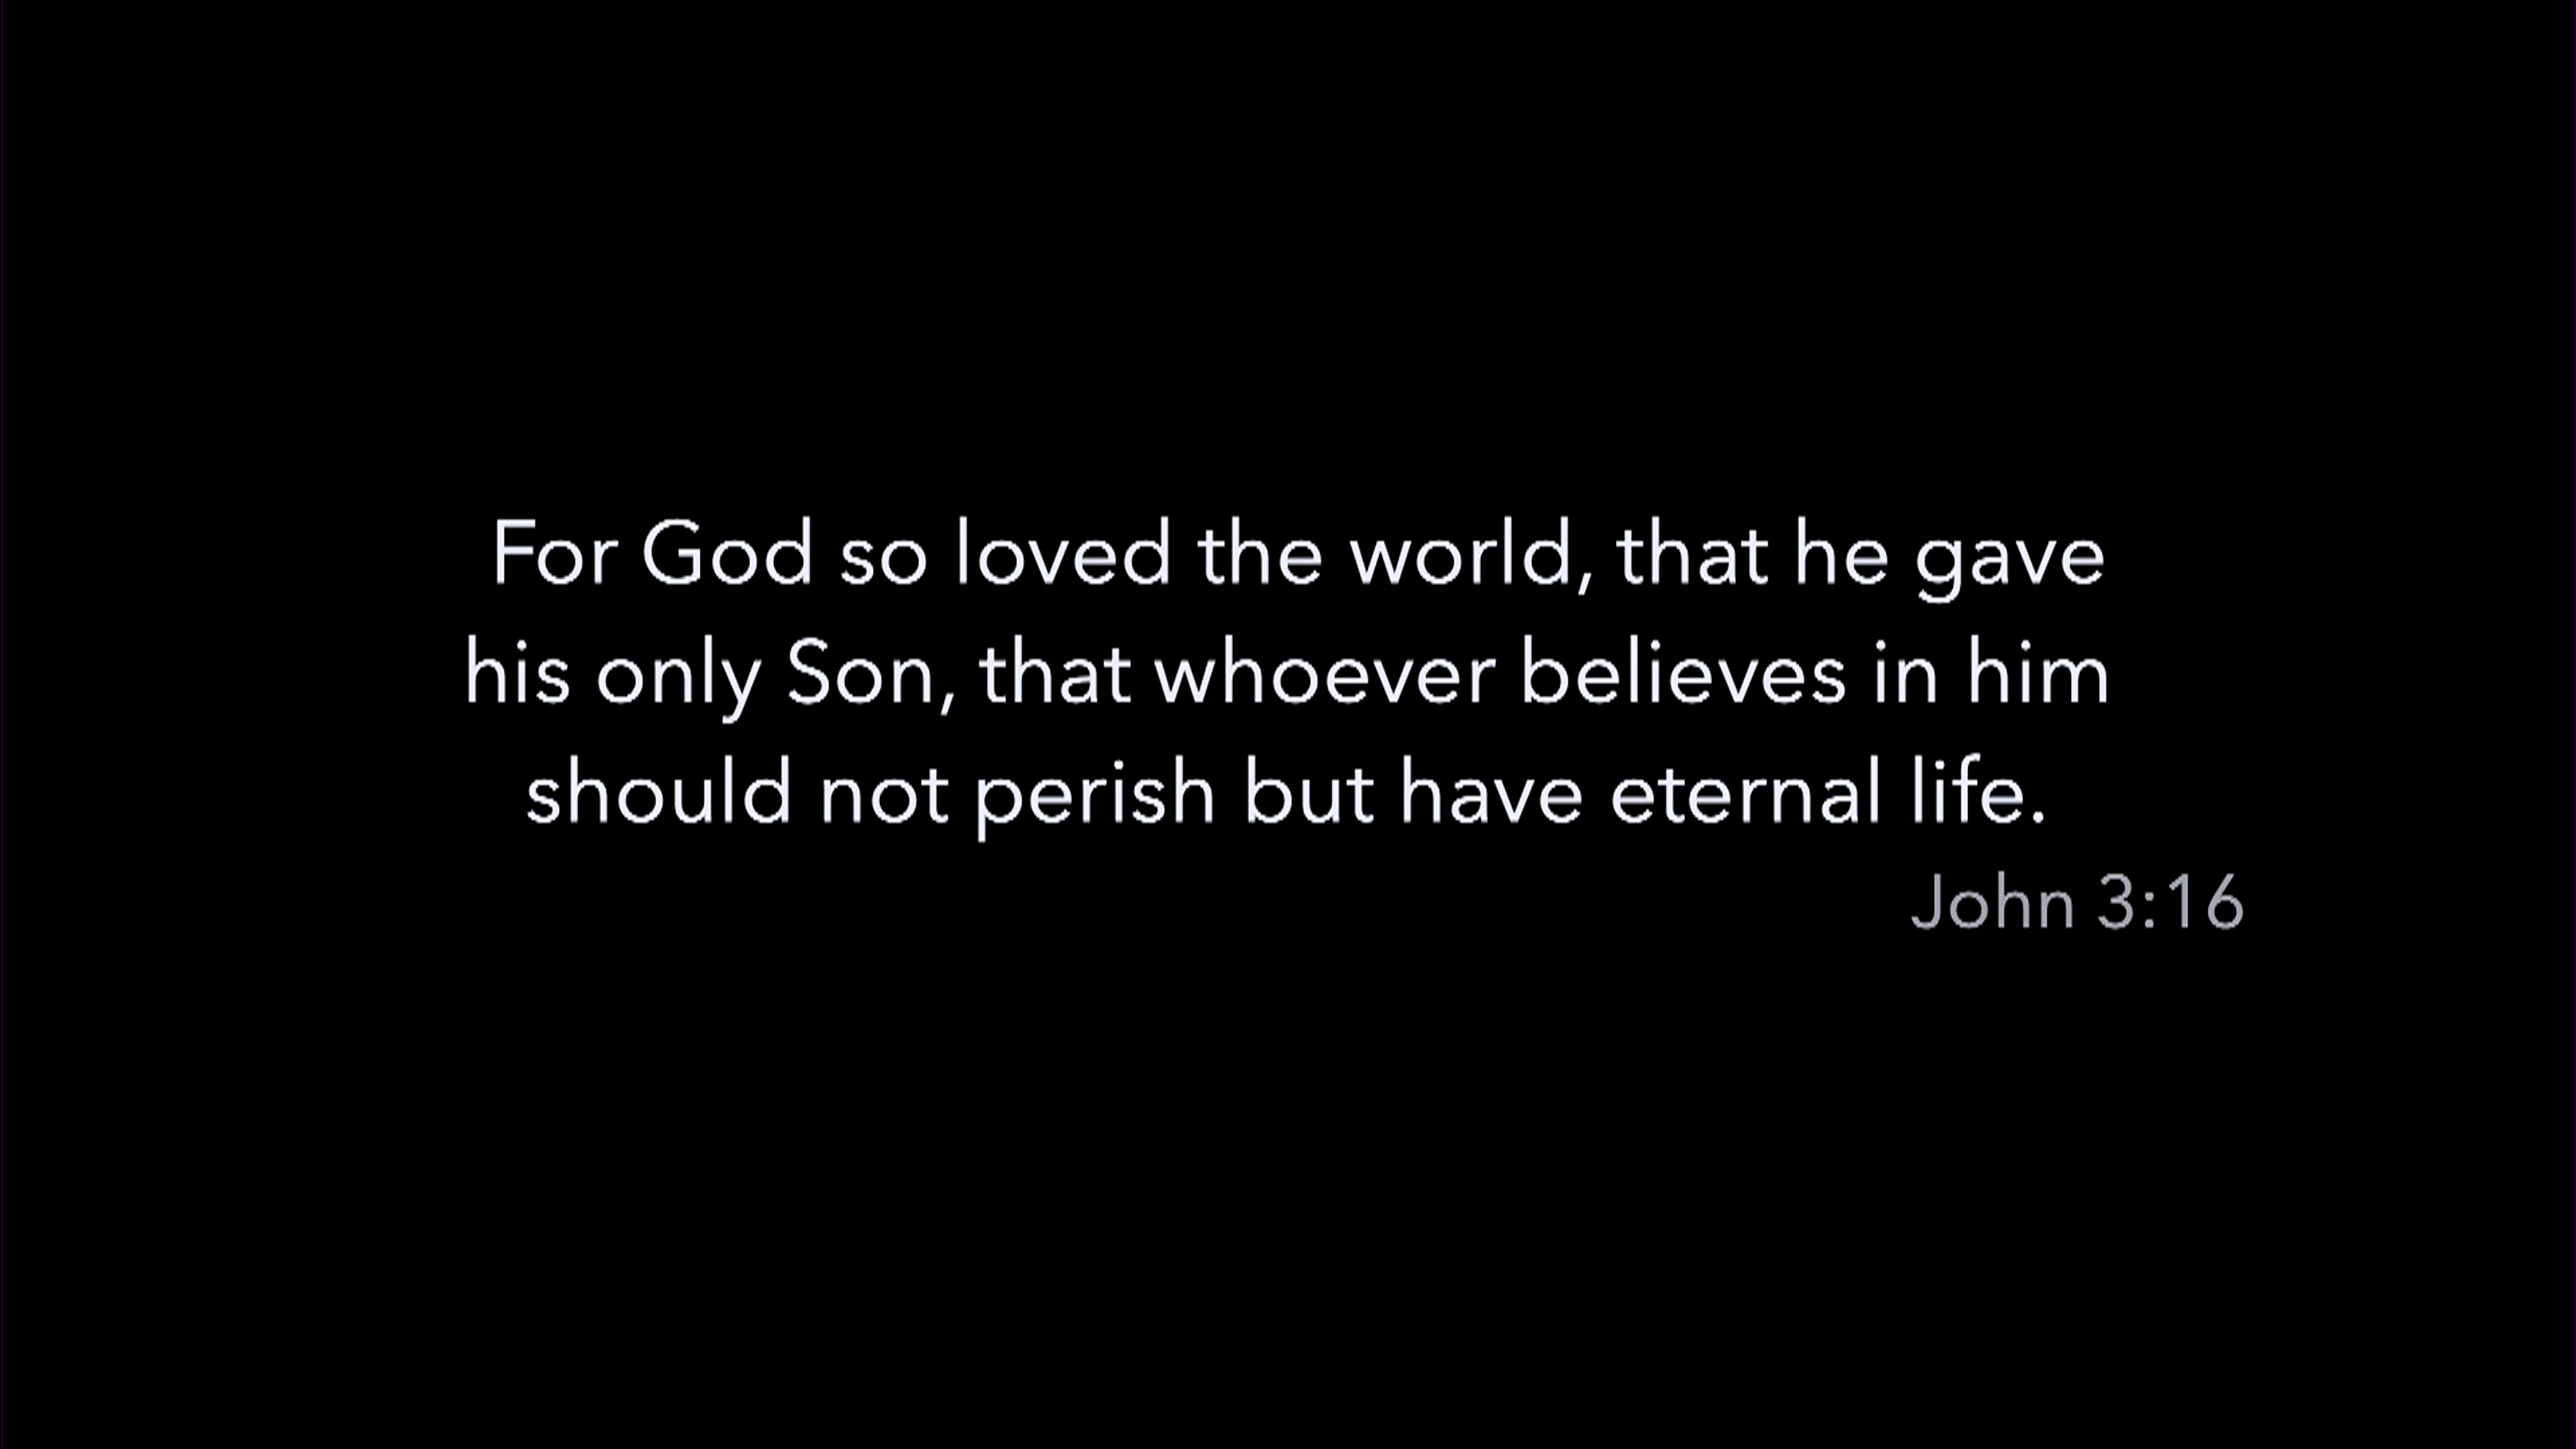 For God so loved the world, that he gave
his only Son, that whoever believes in him
should not perish but have eternal life.
John 3:16